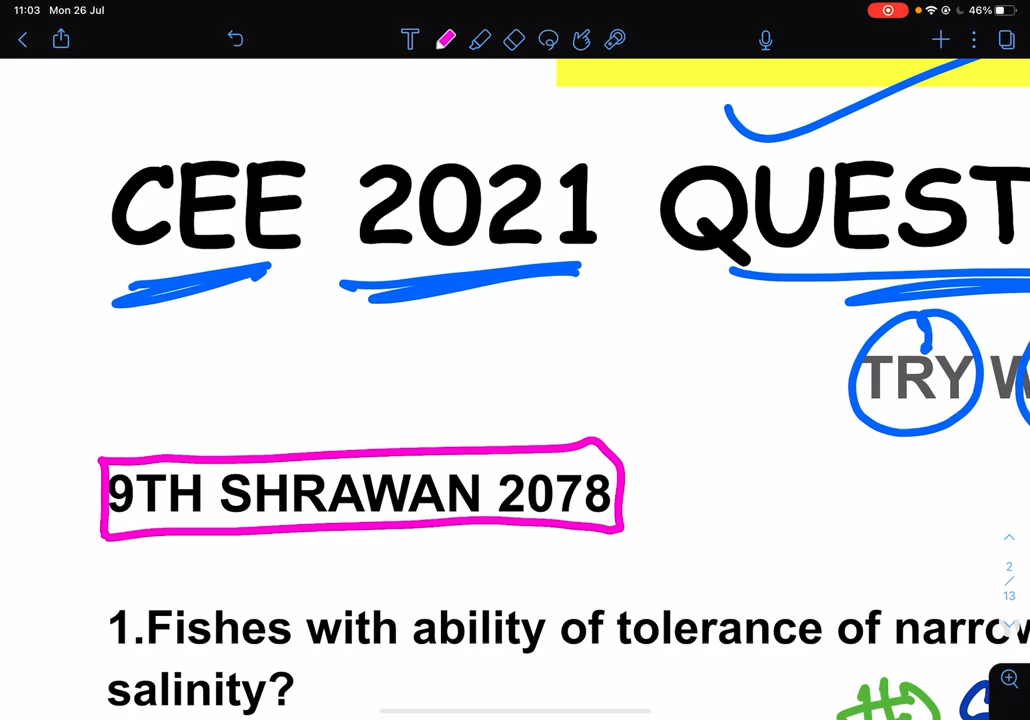 11:03 Mon 26 Jul
46%
CEE 2021 QUEST
TRY
9TH SHRAWAN 2078
2
/
13
1.Fishes with ability of tolerance of narrow
salinity?